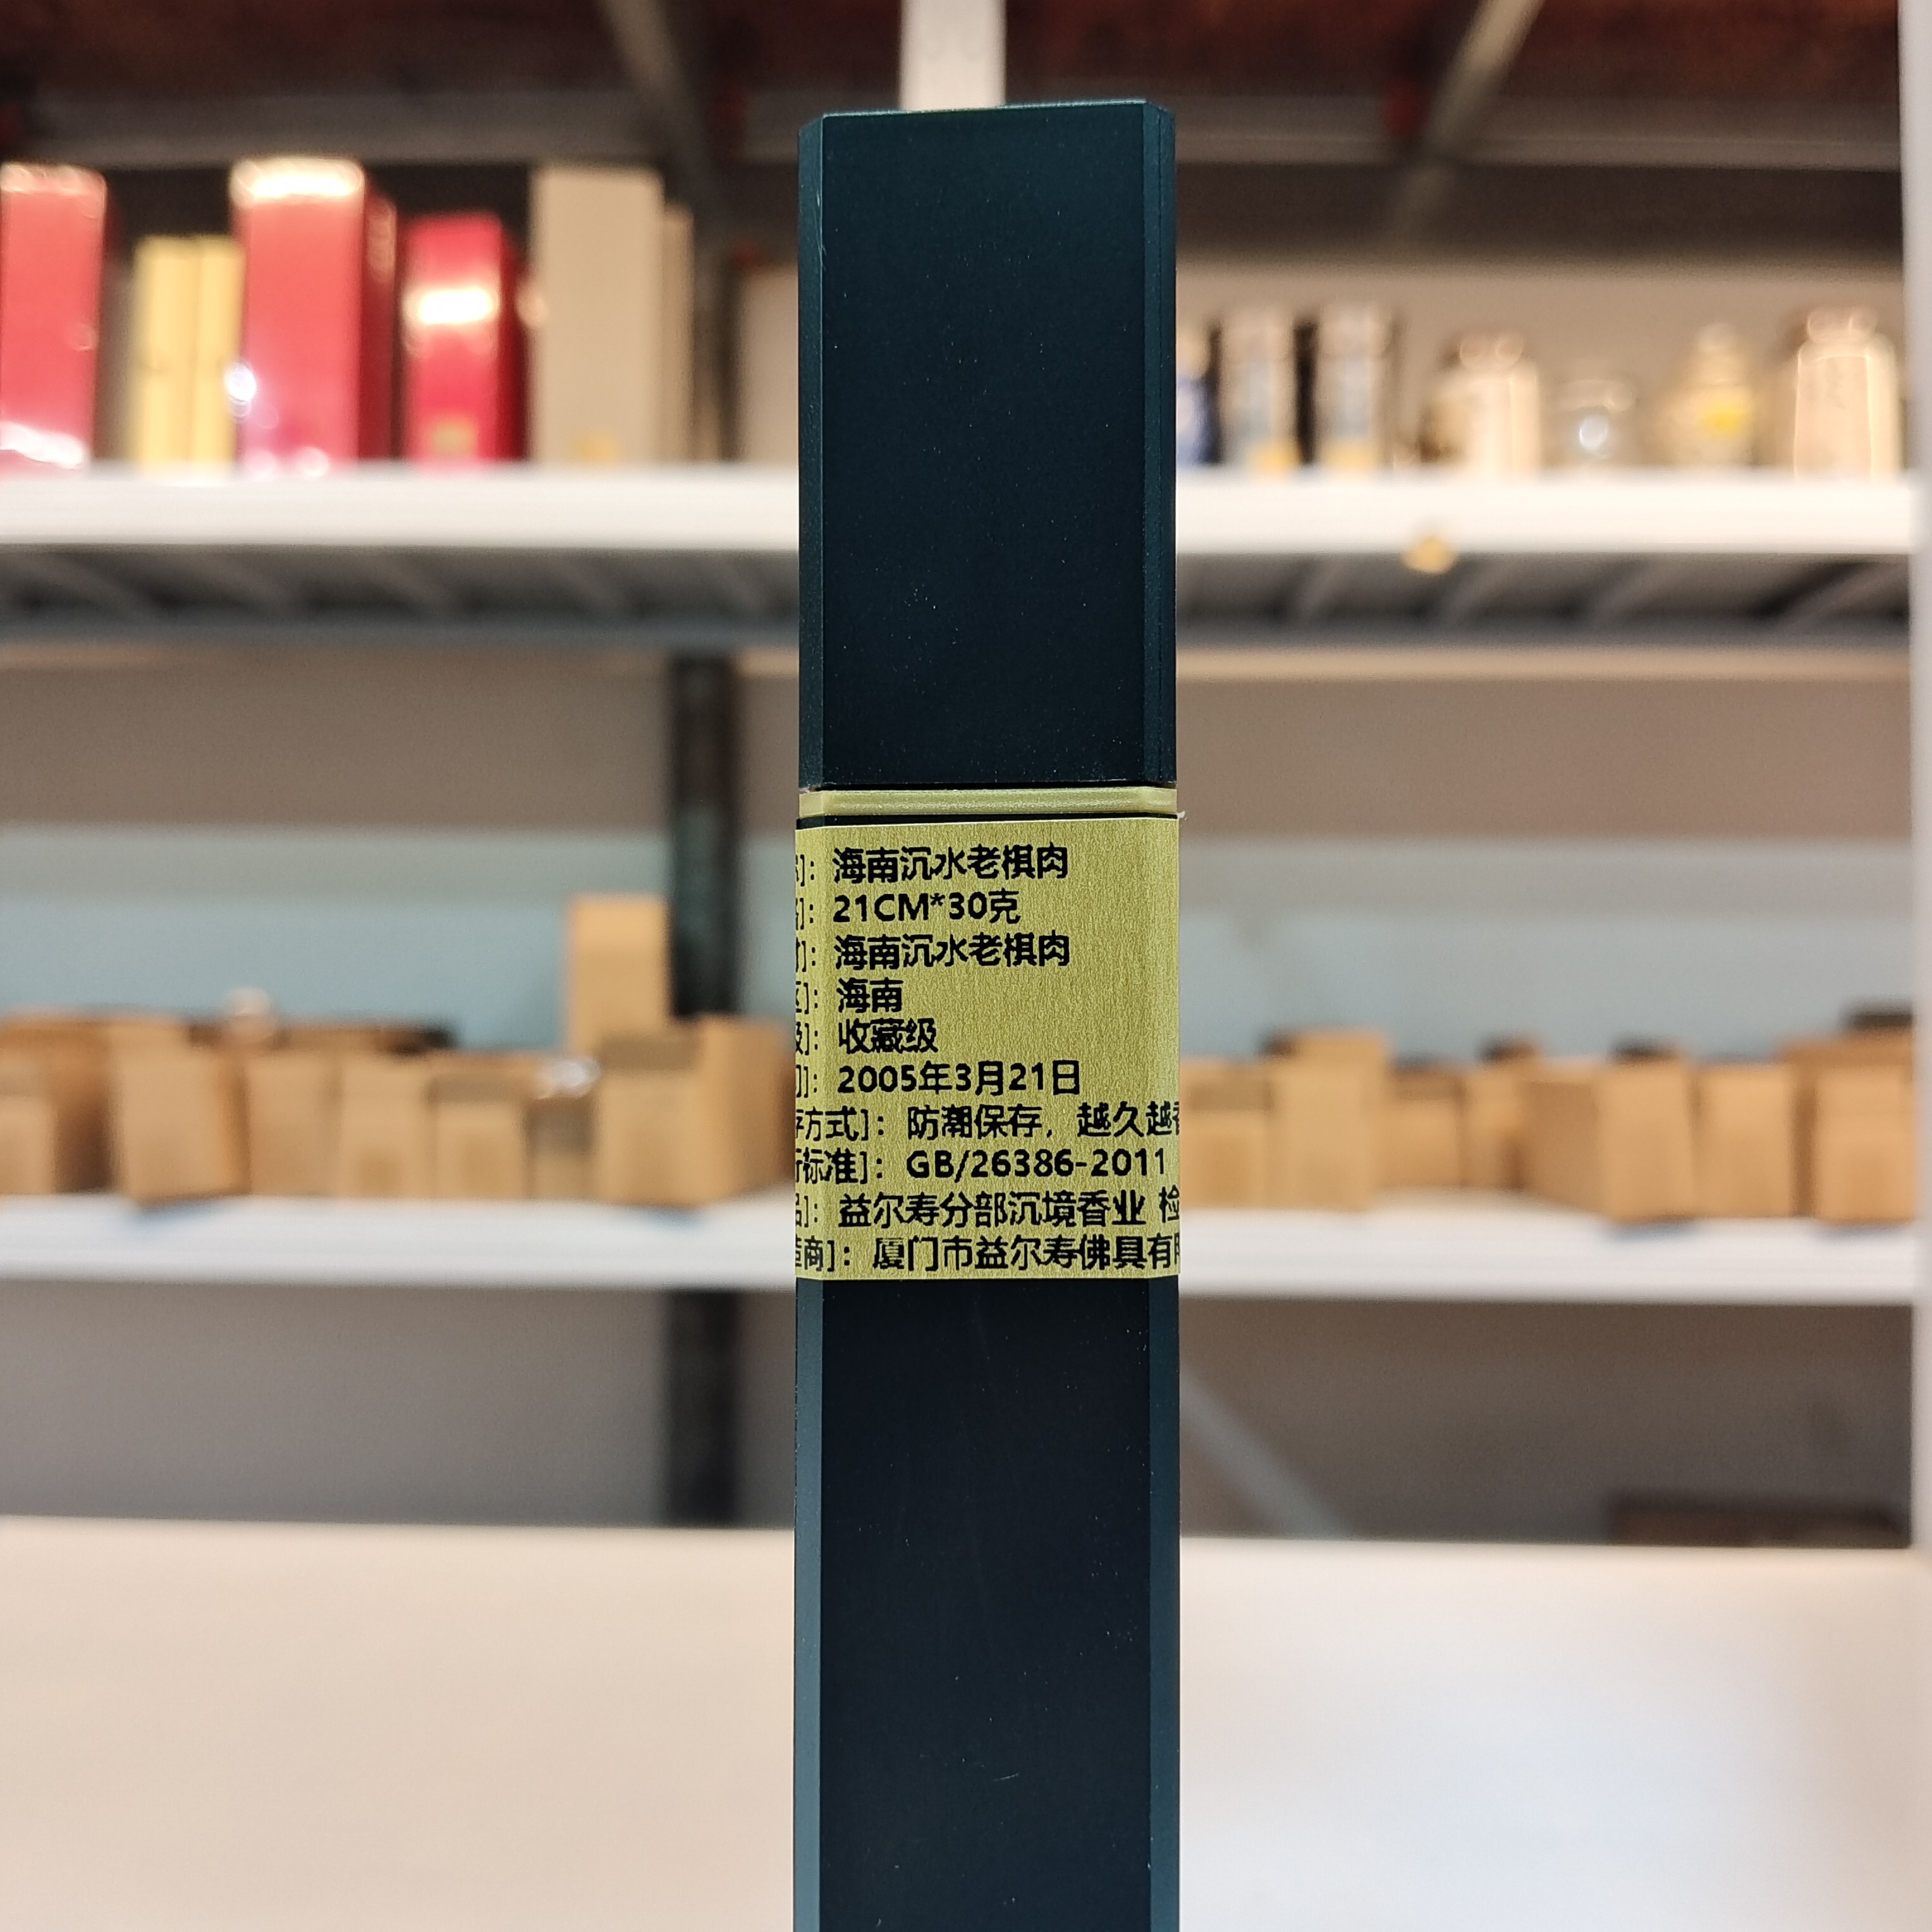 ]: 海南沉水老棋肉
]: 21CM*30克
]: 海南沉水老棋肉
]: 海南
]: 收藏级
]: 2005年3月21日
方式]: 防潮保存, 越久越
标准]: GB/26386-2011
]: 益尔寿分部沉境香业 检
商]: 厦门市益尔寿佛具有